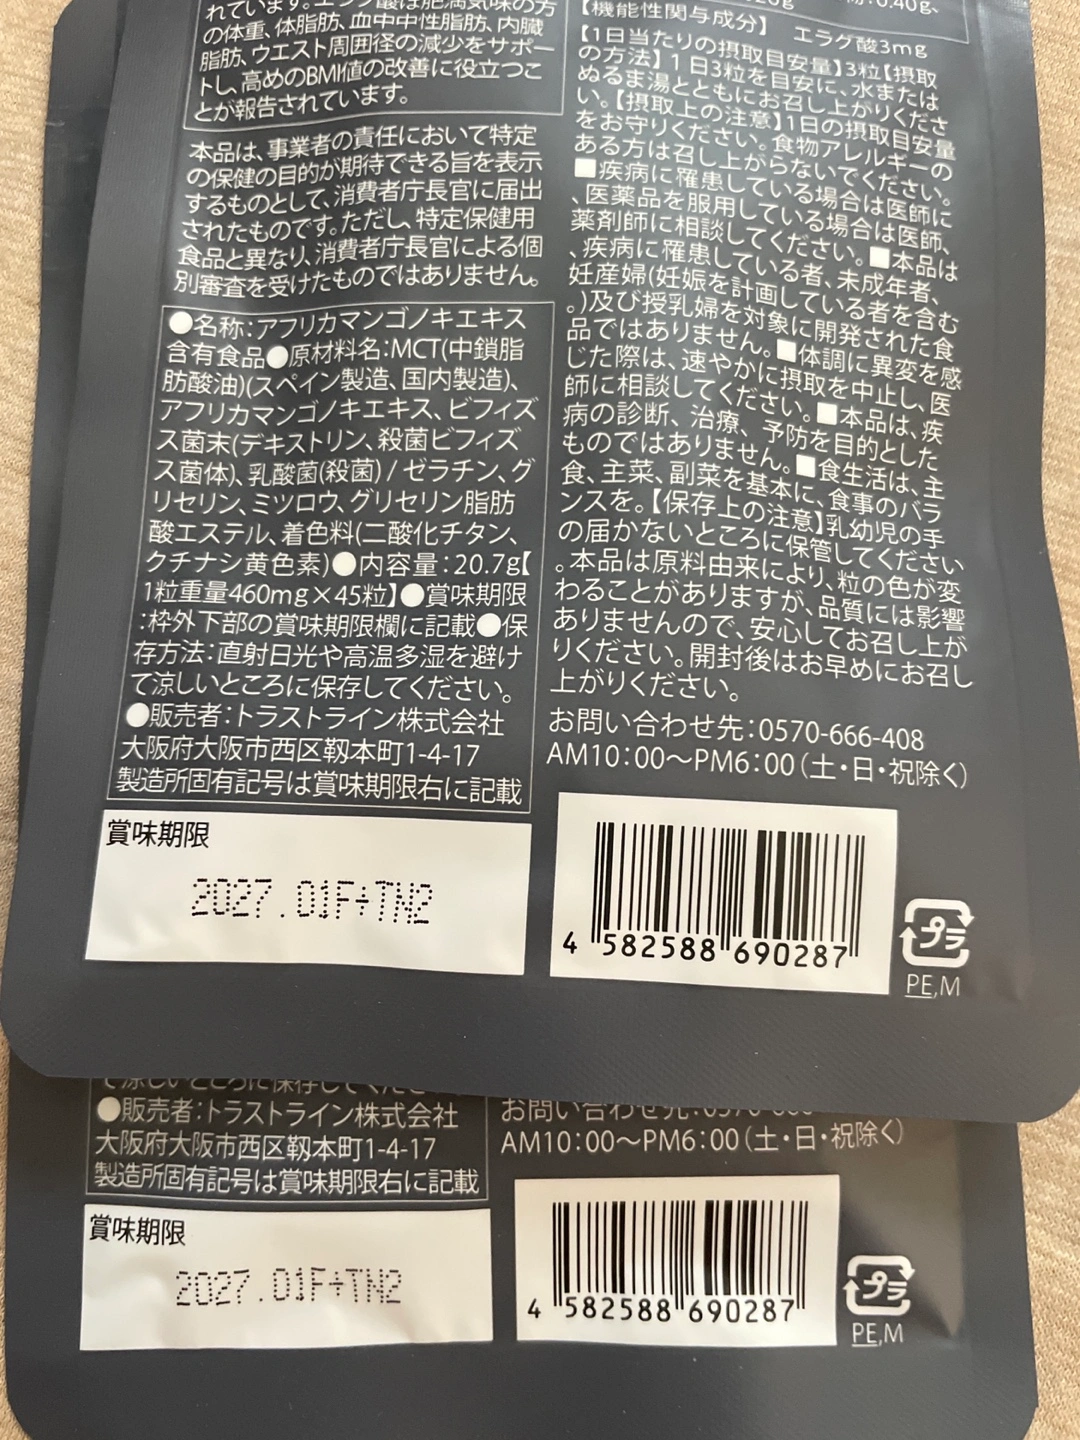 れています。エラグ酸は肥満気味の方
の体重、体脂肪、血中中性脂肪、内臓
脂肪、ウエスト周囲径の減少をサポー
トし、高めのBMI値の改善に役立つこ
とが報告されています。
本品は、事業者の責任において特定
の保健の目的が期待できる旨を表示
するものとして、消費者庁長官に届出
されたものです。ただし、特定保健用
食品と異なり、消費者庁長官による個
別審査を受けたものではありません。
●名称:アフリカマンゴノキエキス
含有食品●原材料名:MCT(中鎖脂
肪酸油)(スペイン製造、国内製造)、
アフリカマンゴノキエキス、ビフィズ
ス菌末(デキストリン、殺菌ビフィズ
ス菌体)、乳酸菌(殺菌) / ゼラチン、グ
リセリン、ミツロウ、グリセリン脂肪
酸エステル、着色料(二酸化チタン、
クチナシ黄色素)●内容量:20.7g【
1粒重量460mg×45粒】●賞味期限
:枠外下部の賞味期限欄に記載●保
存方法:直射日光や高温多湿を避け
て涼しいところに保存してください。
●販売者:トラストライン株式会社
大阪府大阪市西区靱本町1-4-17
製造所固有記号は賞味期限右に記載
0.40g、
【機能性関与成分】 エラグ酸3mg
【1日当たりの摂取目安量】3粒【摂取
の方法】1日3粒を目安に、水または
ぬるま湯とともにお召し上がりくださ
い。【摂取上の注意】1日の摂取目安量
をお守りください。食物アレルギーの
ある方は召し上がらないでください。
■疾病に罹患している場合は医師に
、医薬品を服用している場合は医師、
薬剤師に相談してください。■本品は
、疾病に罹患している者、未成年者、
妊産婦(妊娠を計画している者を含む
。)及び授乳婦を対象に開発された食
品ではありません。■体調に異変を感
じた際は、速やかに摂取を中止し、医
師に相談してください。■本品は、疾
病の診断、治療、予防を目的とした
ものではありません。■食生活は、主
食、主菜、副菜を基本に、食事のバラ
ンスを。【保存上の注意】乳幼児の手
の届かないところに保管してください
。本品は原料由来により、粒の色が変
わることがありますが、品質には影響
ありませんので、安心してお召し上が
りください。開封後はお早めにお召し
上がりください。
お問い合わせ先:0570-666-408
AM10:00〜PM6:00(土・日・祝除く)
賞味期限
2027.01F+TN2
4 582588 690287
プラ
PE,M
て涼しいところに保存してくださ
●販売者:トラストライン株式会社
大阪府大阪市西区靱本町1-4-17
製造所固有記号は賞味期限右に記載
お問い合わせ先:0570-666
AM10:00〜PM6:00(土・日・祝除く)
賞味期限
2027.01F+TN2
4 582588 690287
プラ
PE,M